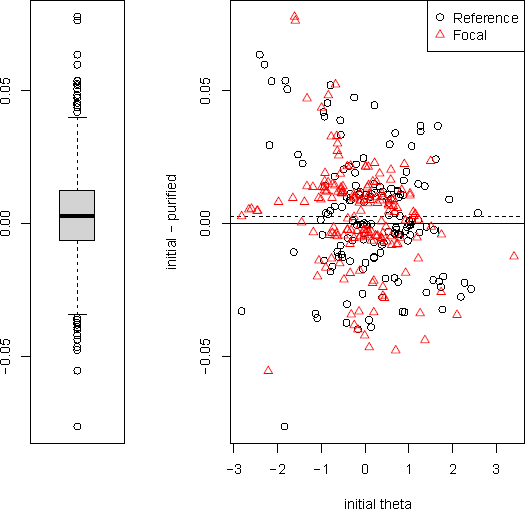 Reference
Focal
0.05
0.00
-0.05
initial - purified
0.05
0.00
-0.05
-3 -2 -1 0 1 2 3
initial theta